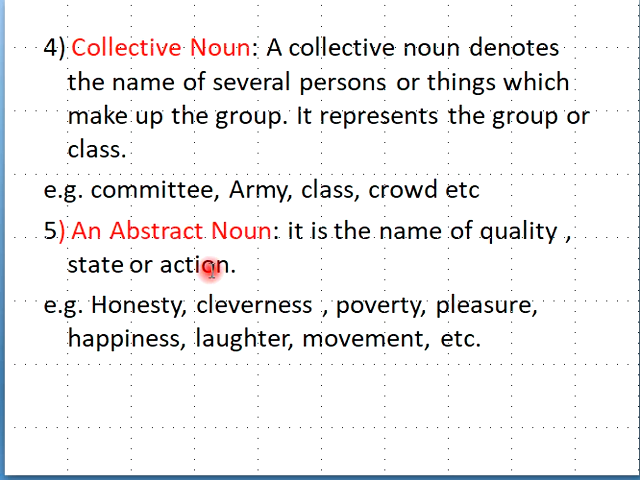 4) Collective Noun: A collective noun denotes
the name of several persons or things which
make up the group. It represents the group or
class.
e.g. committee, Army, class, crowd etc
5) An Abstract Noun: it is the name of quality ,
state or action.
e.g. Honesty, cleverness , poverty, pleasure,
happiness, laughter, movement, etc.